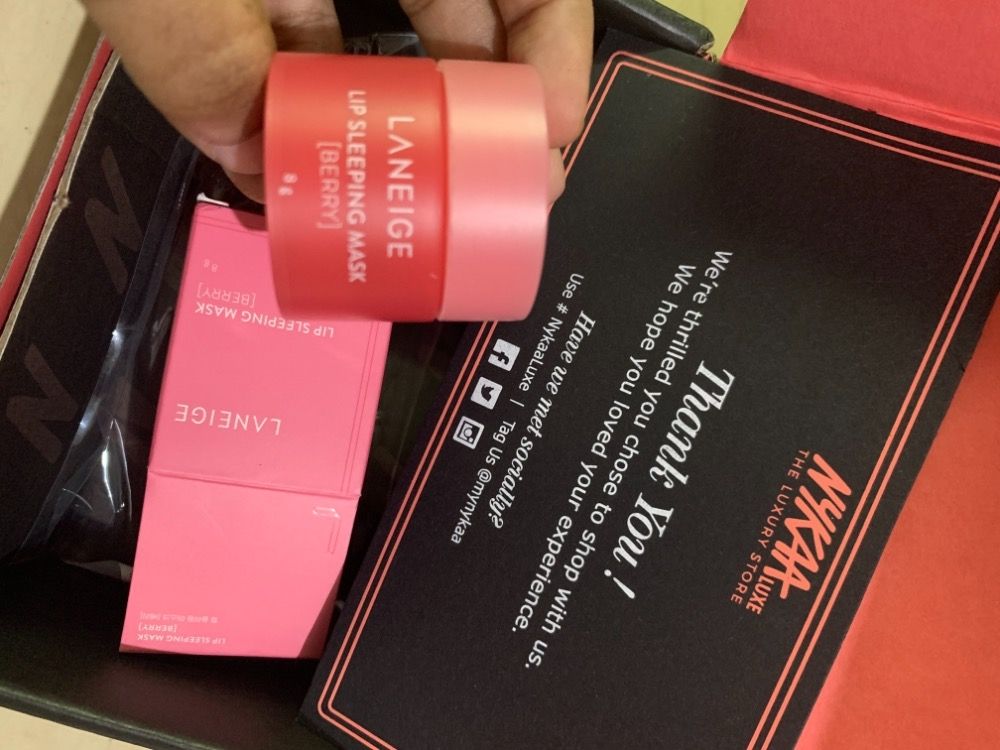 LANEIGE
LIP SLEEPING MASK
[BERRY]
8g
LANEIGE
LIP SLEEPING MASK
[BERRY]
8g
LIP SLEEPING MASK
[BERRY]
NYKAA LUXE
THE LUXURY STORE
Thank You!
We're thrilled you chose to shop with us.
We hope you loved your experience.
Have we met socially?
Use # NykaaLuxe | Tag Us @mynykaa